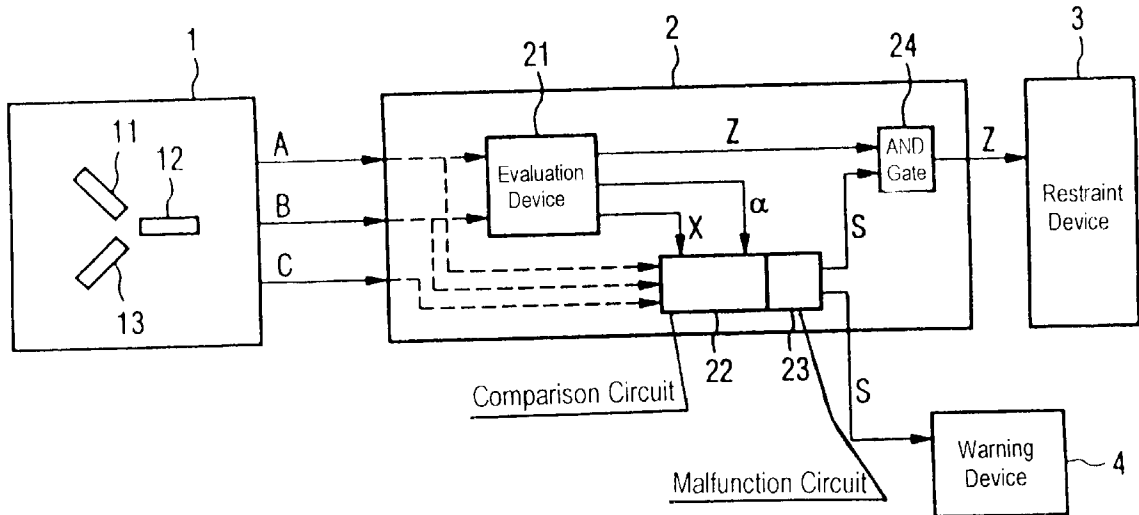 1
2
3
21
24
11
12
13
A
B
C
Evaluation
Device
Z
AND
Gate
Z
Restraint
Device
α
X
S
22
23
Comparison Circuit
S
Malfunction Circuit
Warning
Device
4